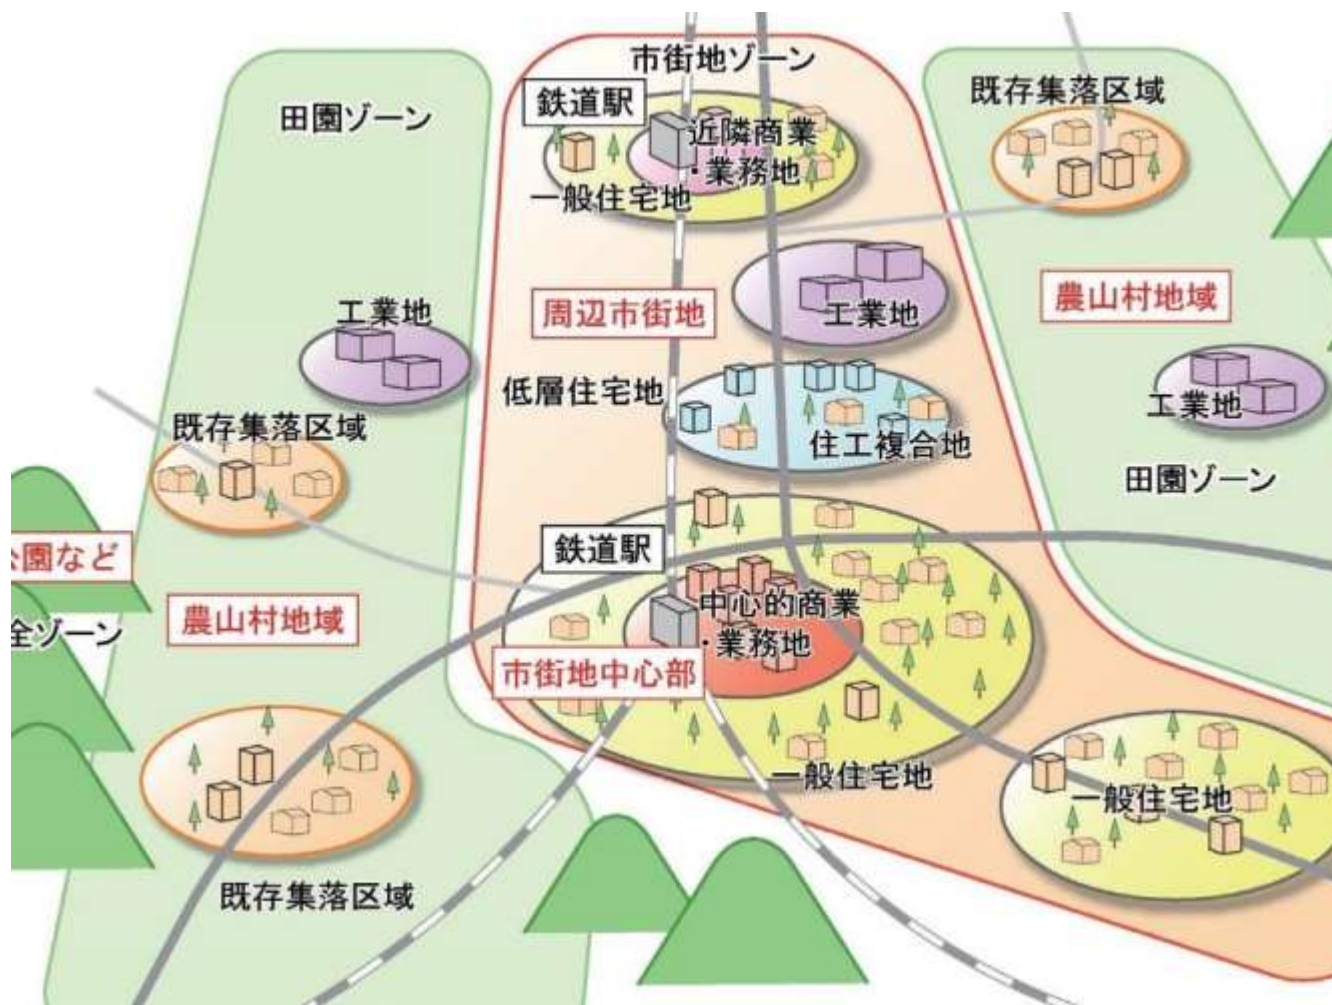 市街地ゾーン
田園ゾーン
鉄道駅
既存集落区域
近隣商業
・業務地
一般住宅地
工業地
周辺市街地
工業地
農山村地域
低層住宅地
工業地
既存集落区域
住工複合地
田園ゾーン
鉄道駅
園など
農山村地域
全ゾーン
中心的商業
・業務地
市街地中心部
一般住宅地
一般住宅地
既存集落区域